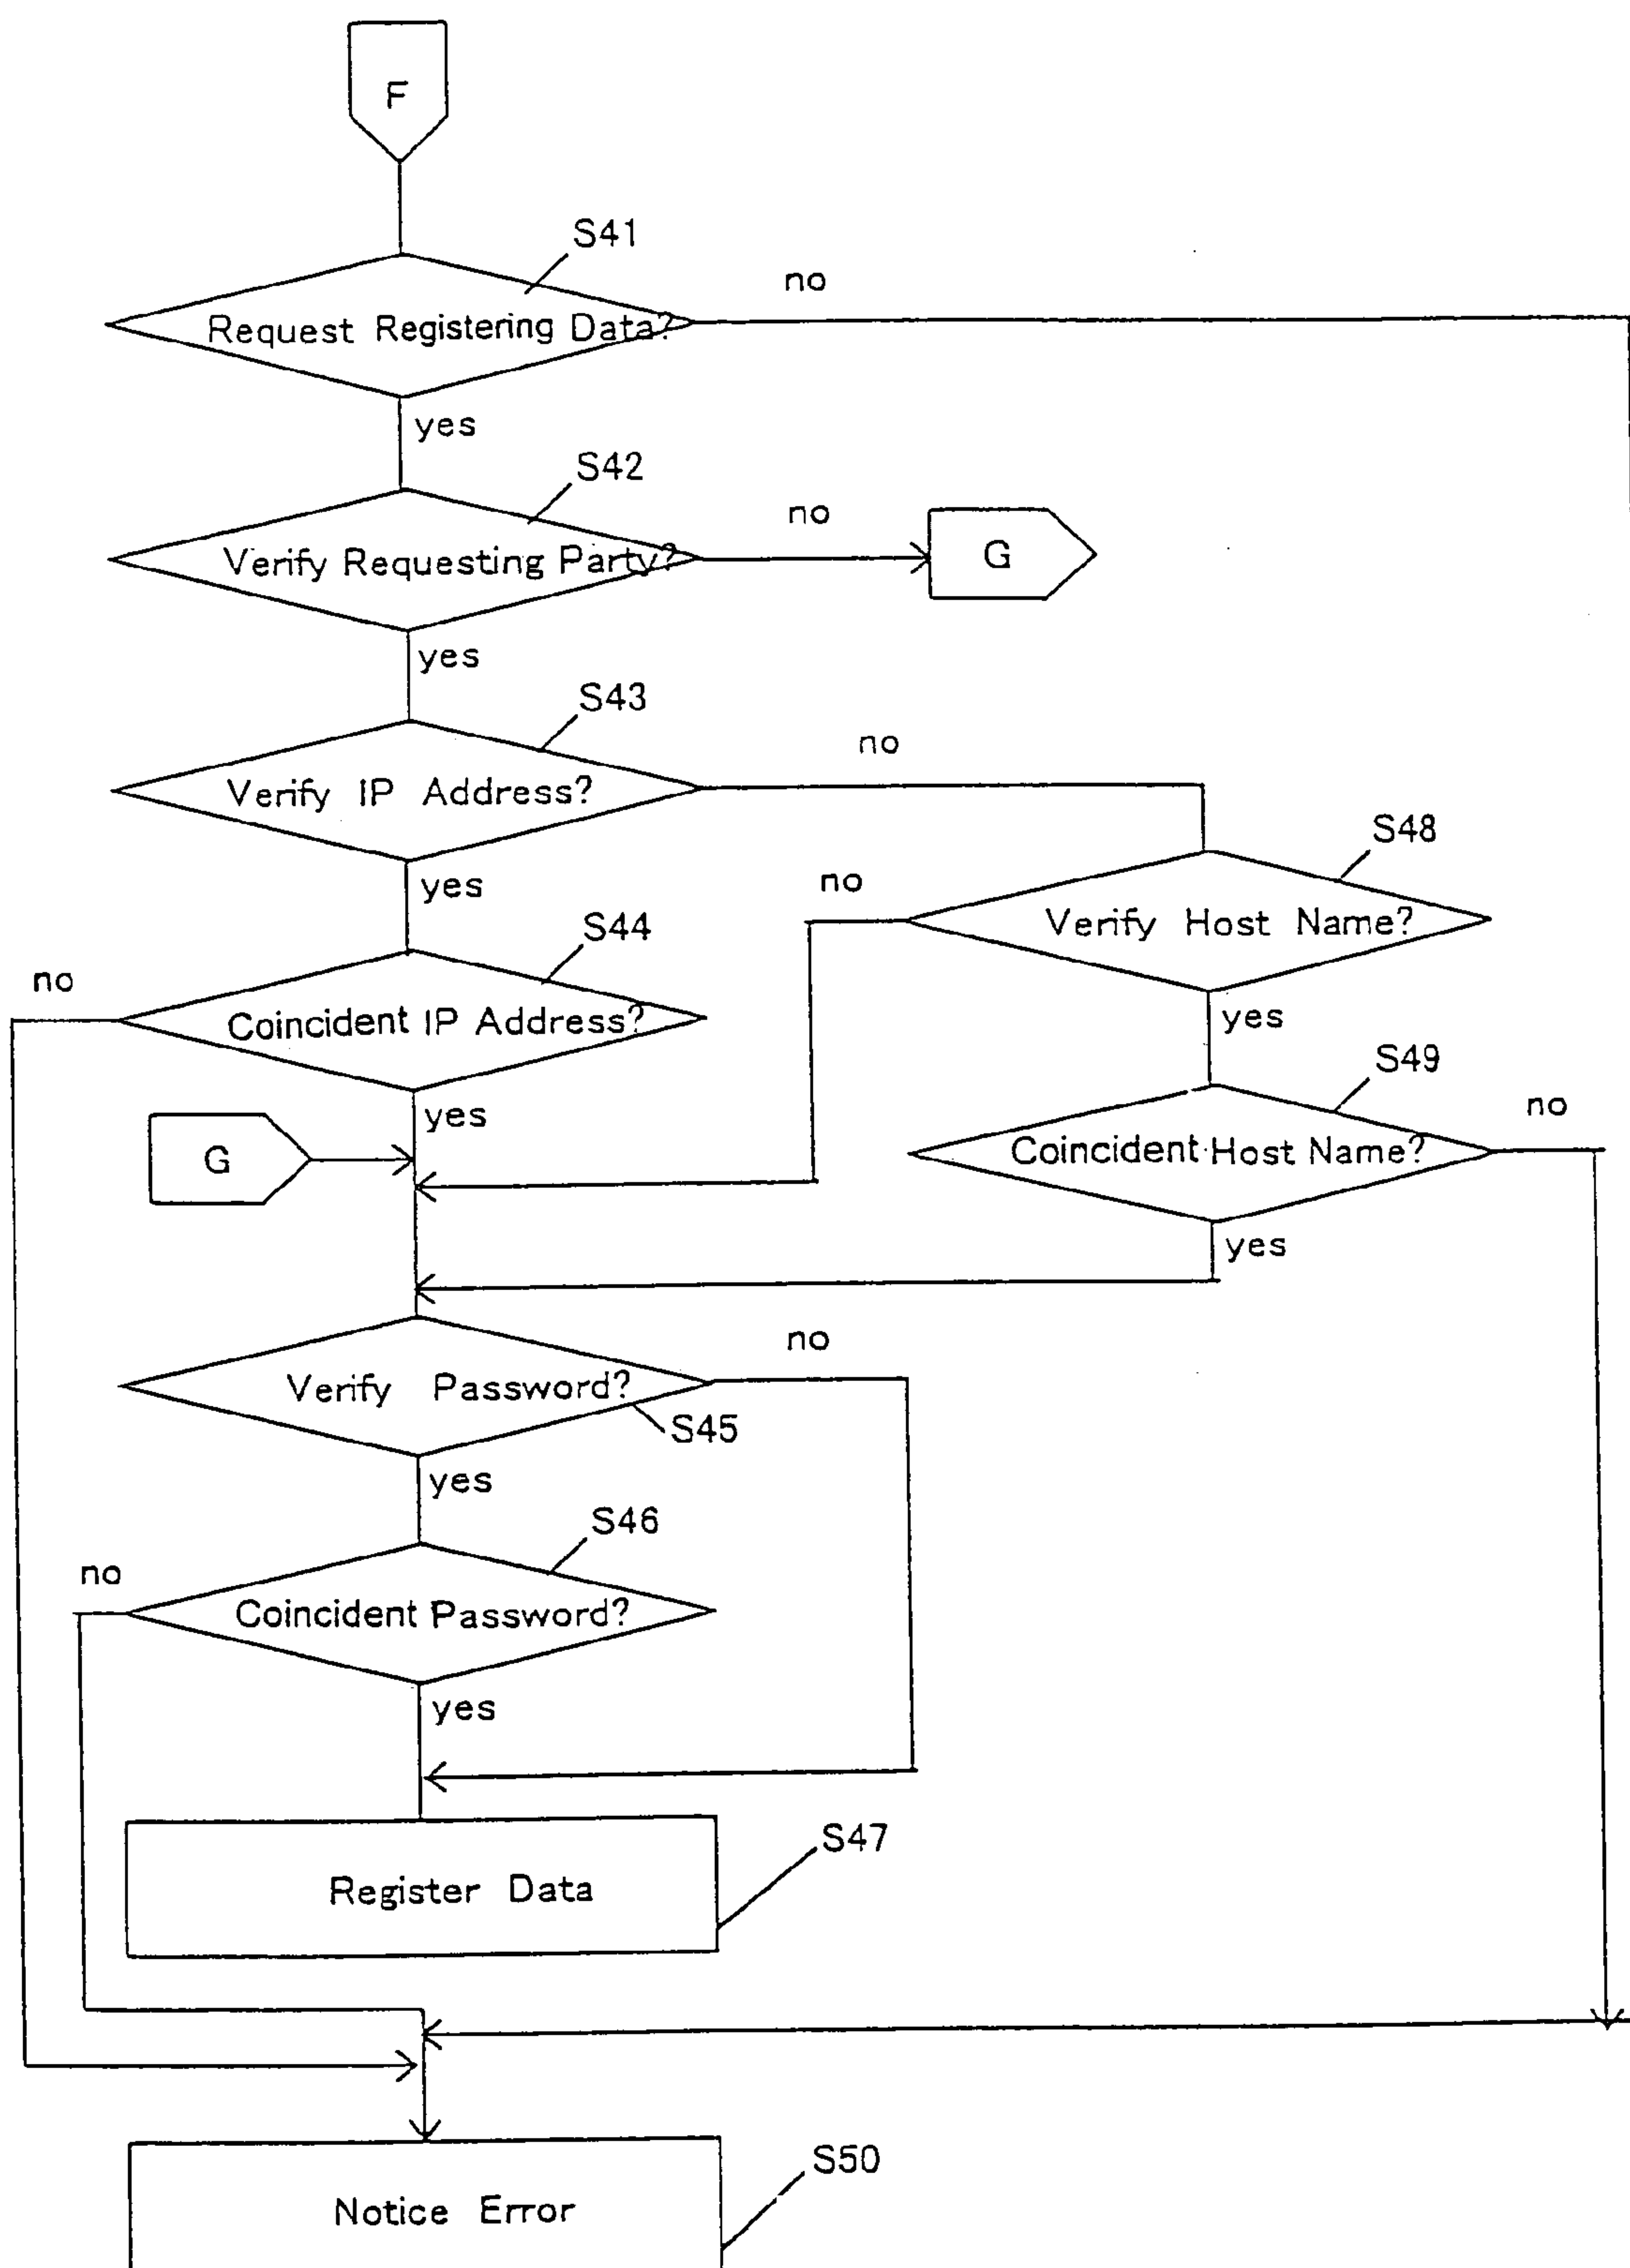 F
S41
no
Request Registering Data?
yes
S42
no
Verify Requesting Party?
G
yes
S43
no
Verify IP Address?
S48
yes
no
Verify Host Name?
S44
no
Coincident IP Address?
yes
S49
no
yes
G
Coincident Host Name?
yes
no
Verify Password?
S45
yes
S46
no
Coincident Password?
yes
S47
Register Data
S50
Notice Error